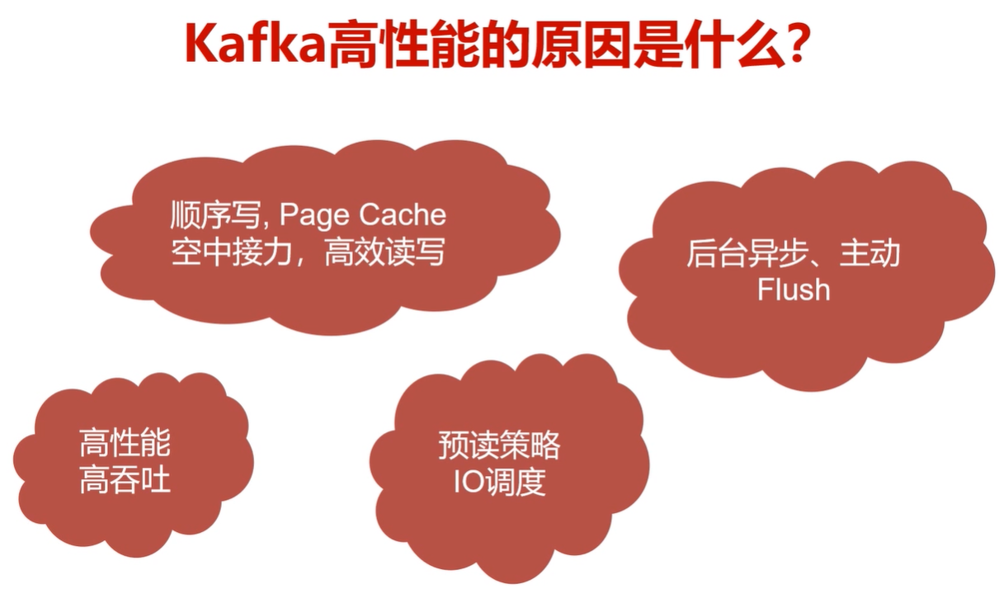 Kafka高性能的原因是什么?
顺序写, Page Cache
空中接力，高效读写
后台异步、主动
Flush
高性能
高吞吐
预读策略
IO调度